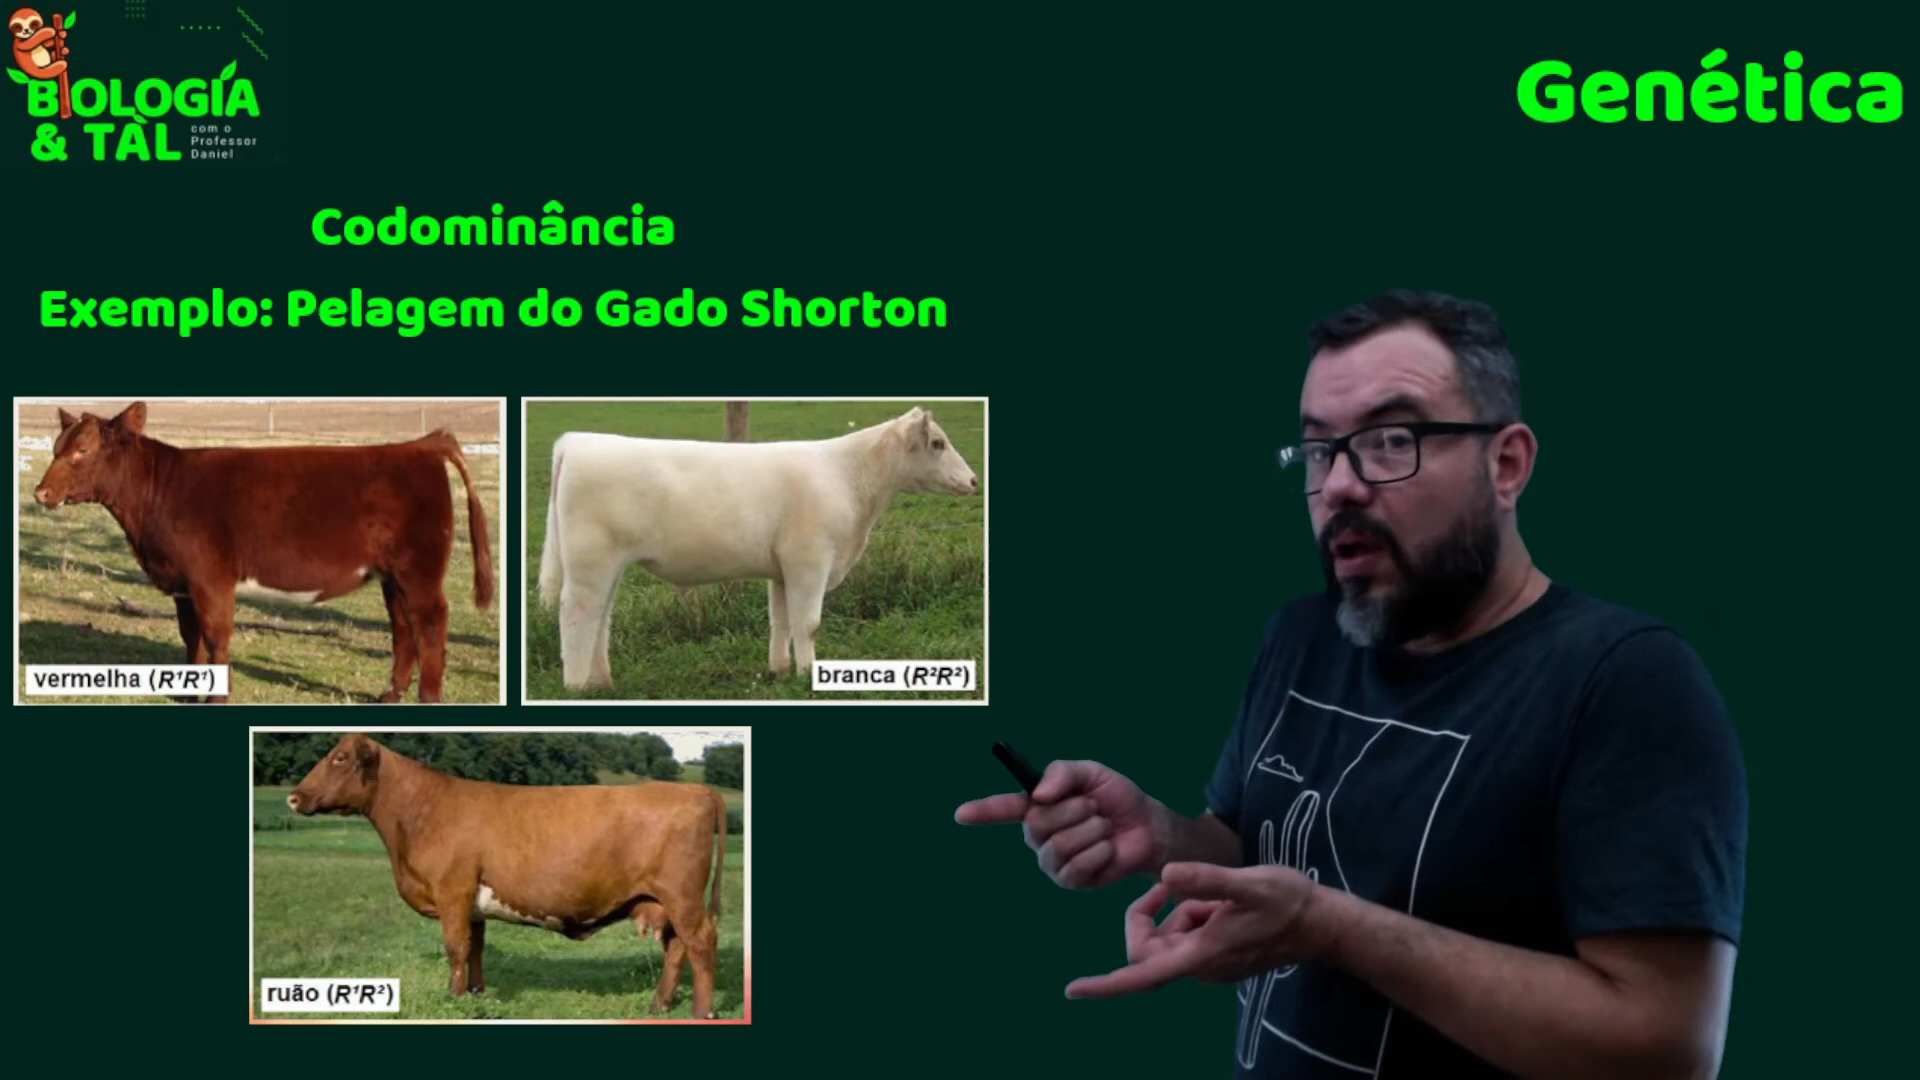 BIOLOGIA
& TAL
com o
Professor
Daniel
Genética
Codominância
Exemplo: Pelagem do Gado Shorton
vermelha (R¹R¹)
branca (R²R²)
ruão (R¹R²)